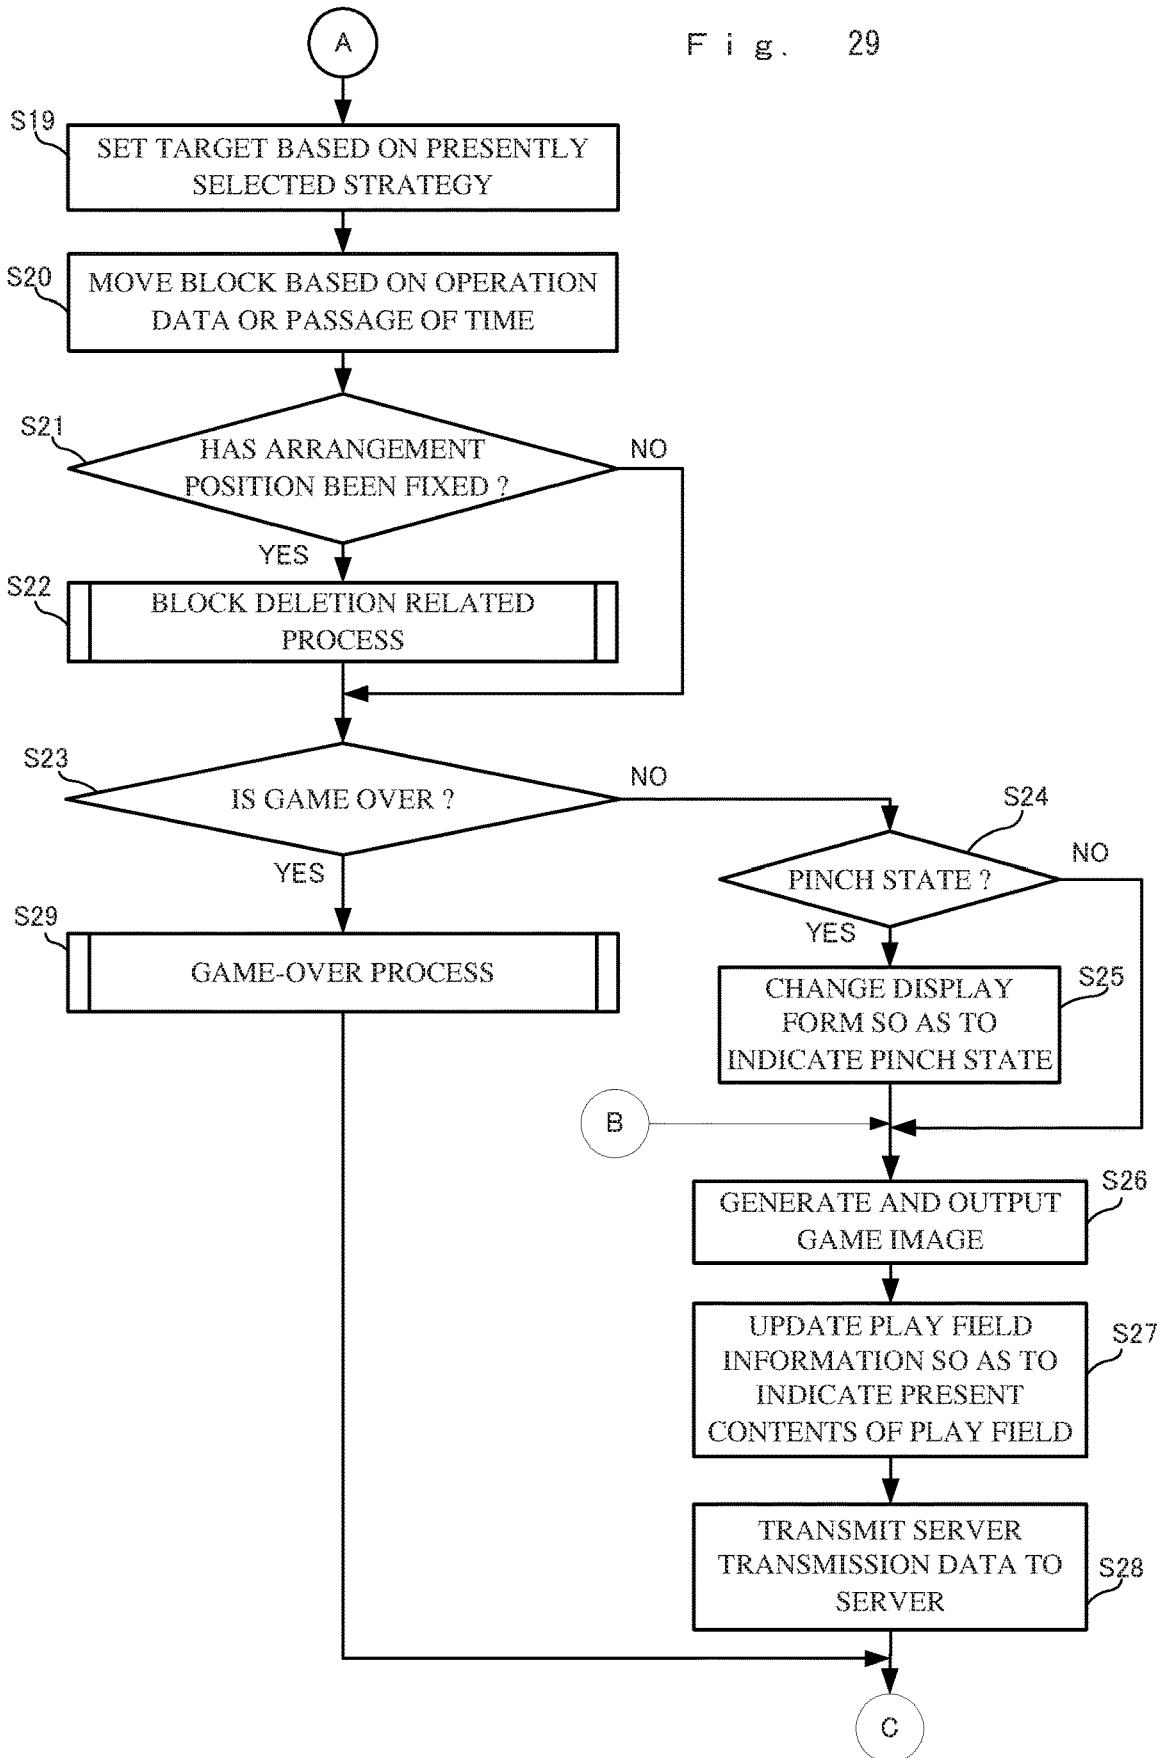 A
Fig. 29
S19
SET TARGET BASED ON PRESENTLY
SELECTED STRATEGY
S20
MOVE BLOCK BASED ON OPERATION
DATA OR PASSAGE OF TIME
S21
HAS ARRANGEMENT
POSITION BEEN FIXED ?
NO
YES
S22
BLOCK DELETION RELATED
PROCESS
S23
IS GAME OVER ?
NO
YES
S24
PINCH STATE ?
NO
YES
S29
GAME-OVER PROCESS
S25
CHANGE DISPLAY
FORM SO AS TO
INDICATE PINCH STATE
B
S26
GENERATE AND OUTPUT
GAME IMAGE
S27
UPDATE PLAY FIELD
INFORMATION SO AS TO
INDICATE PRESENT
CONTENTS OF PLAY FIELD
S28
TRANSMIT SERVER
TRANSMISSION DATA TO
SERVER
C